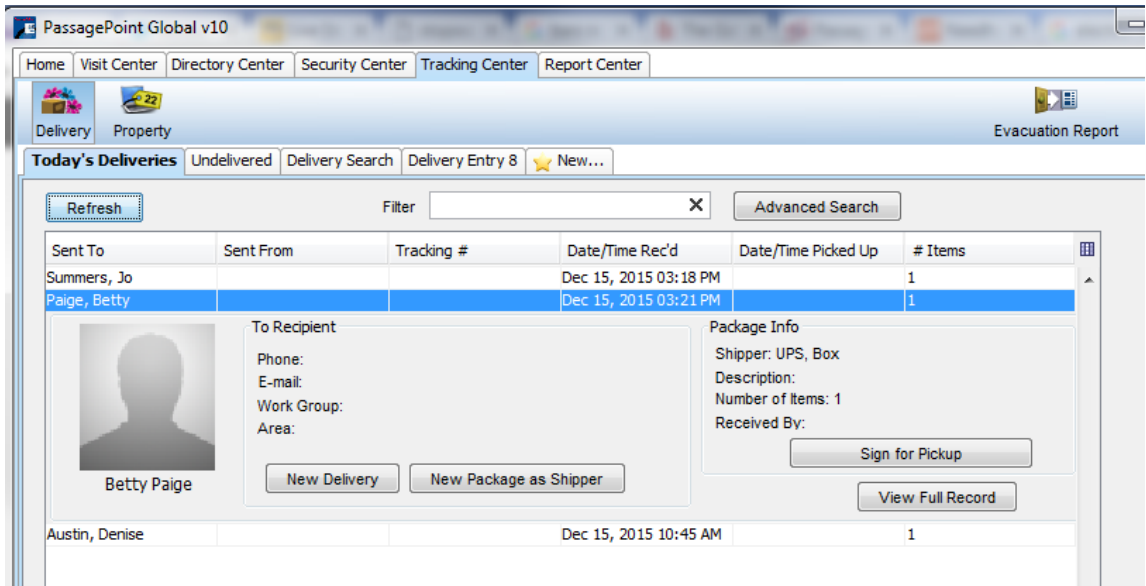 PassagePoint Global v10
Home Visit Center Directory Center Security Center Tracking Center Report Center
22
Delivery Property Evacuation Report
Today's Deliveries Undelivered Delivery Search Delivery Entry 8 New...
Refresh Filter Advanced Search
Sent To Sent From Tracking # Date/Time Rec'd Date/Time Picked Up # Items
Summers, Jo Dec 15, 2015 03:18 PM 1
Paige, Betty Dec 15, 2015 03:21 PM 1
To Recipient
Phone:
E-mail:
Work Group:
Area:
New Delivery New Package as Shipper
Betty Paige
Package Info
Shipper: UPS, Box
Description:
Number of Items: 1
Received By:
Sign for Pickup
View Full Record
Austin, Denise Dec 15, 2015 10:45 AM 1